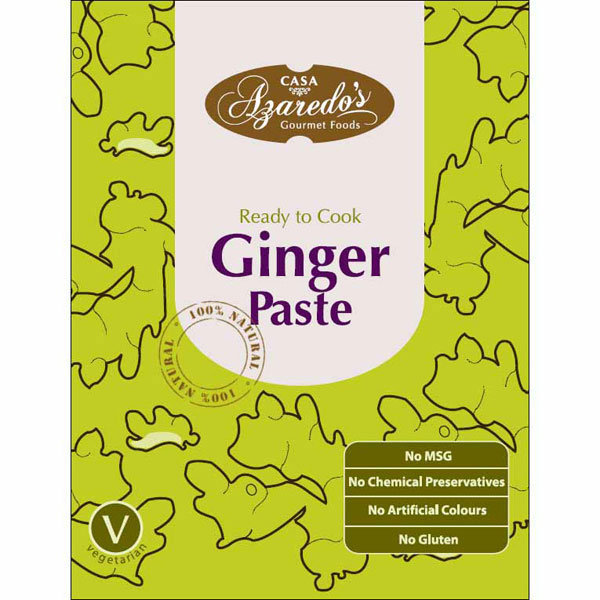 CASA
Azaredo's
Gourmet Foods
Ready to Cook
Ginger
Paste
100% NATURAL
100% NATURAL
No MSG
No Chemical Preservatives
No Artificial Colours
No Gluten
V
vegetarian